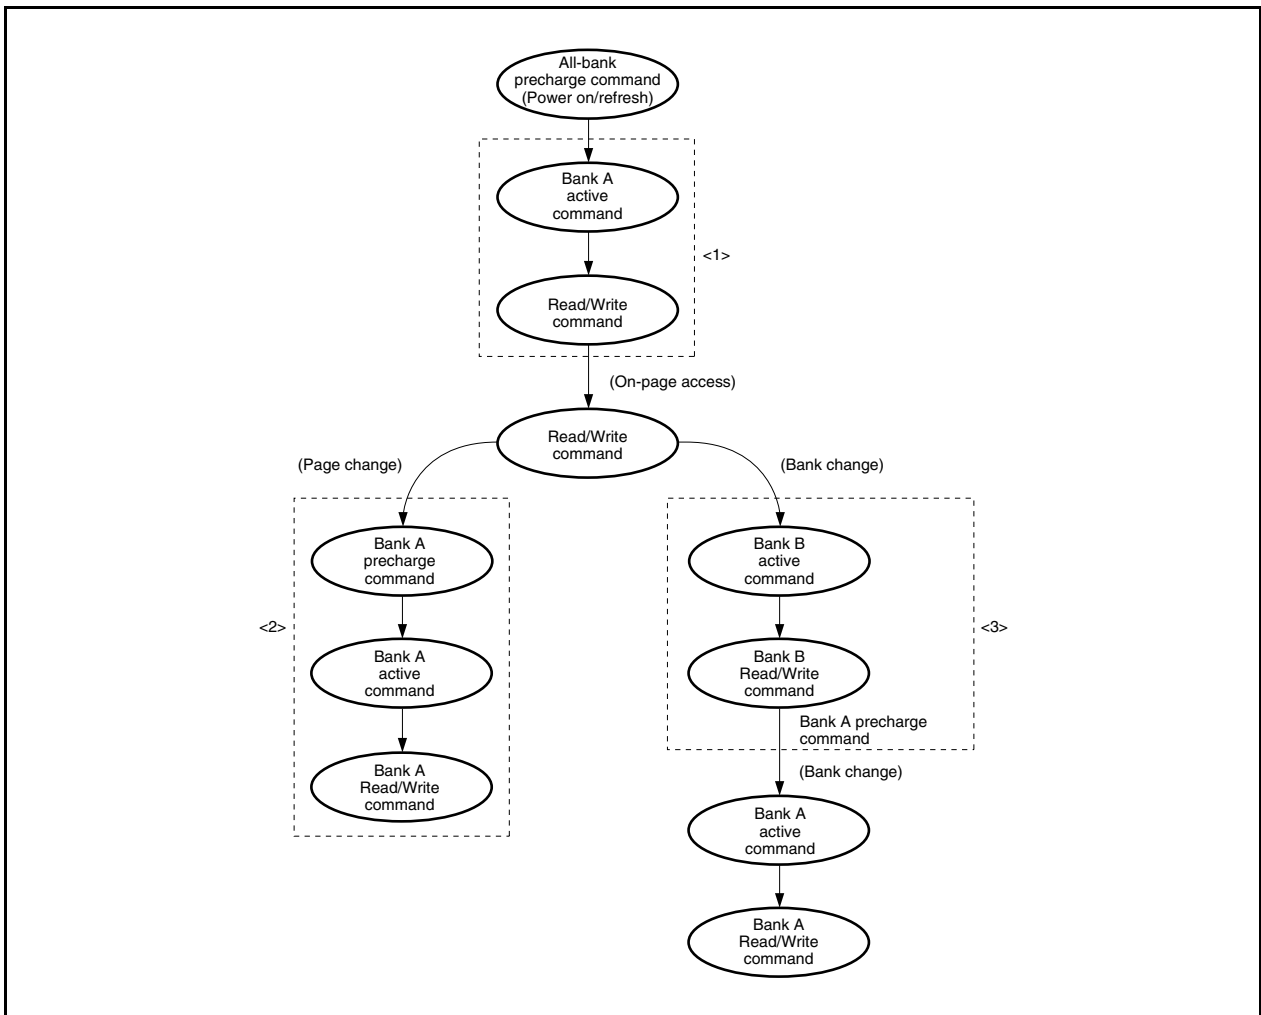 All-bank
precharge command
(Power on/refresh)
Bank A
active
command
<1>
Read/Write
command
(On-page access)
Read/Write
command
(Page change)
(Bank change)
Bank A
precharge
command
Bank B
active
command
<2>
<3>
Bank A
active
command
Bank B
Read/Write
command
Bank A precharge
command
Bank A
Read/Write
command
(Bank change)
Bank A
active
command
Bank A
Read/Write
command